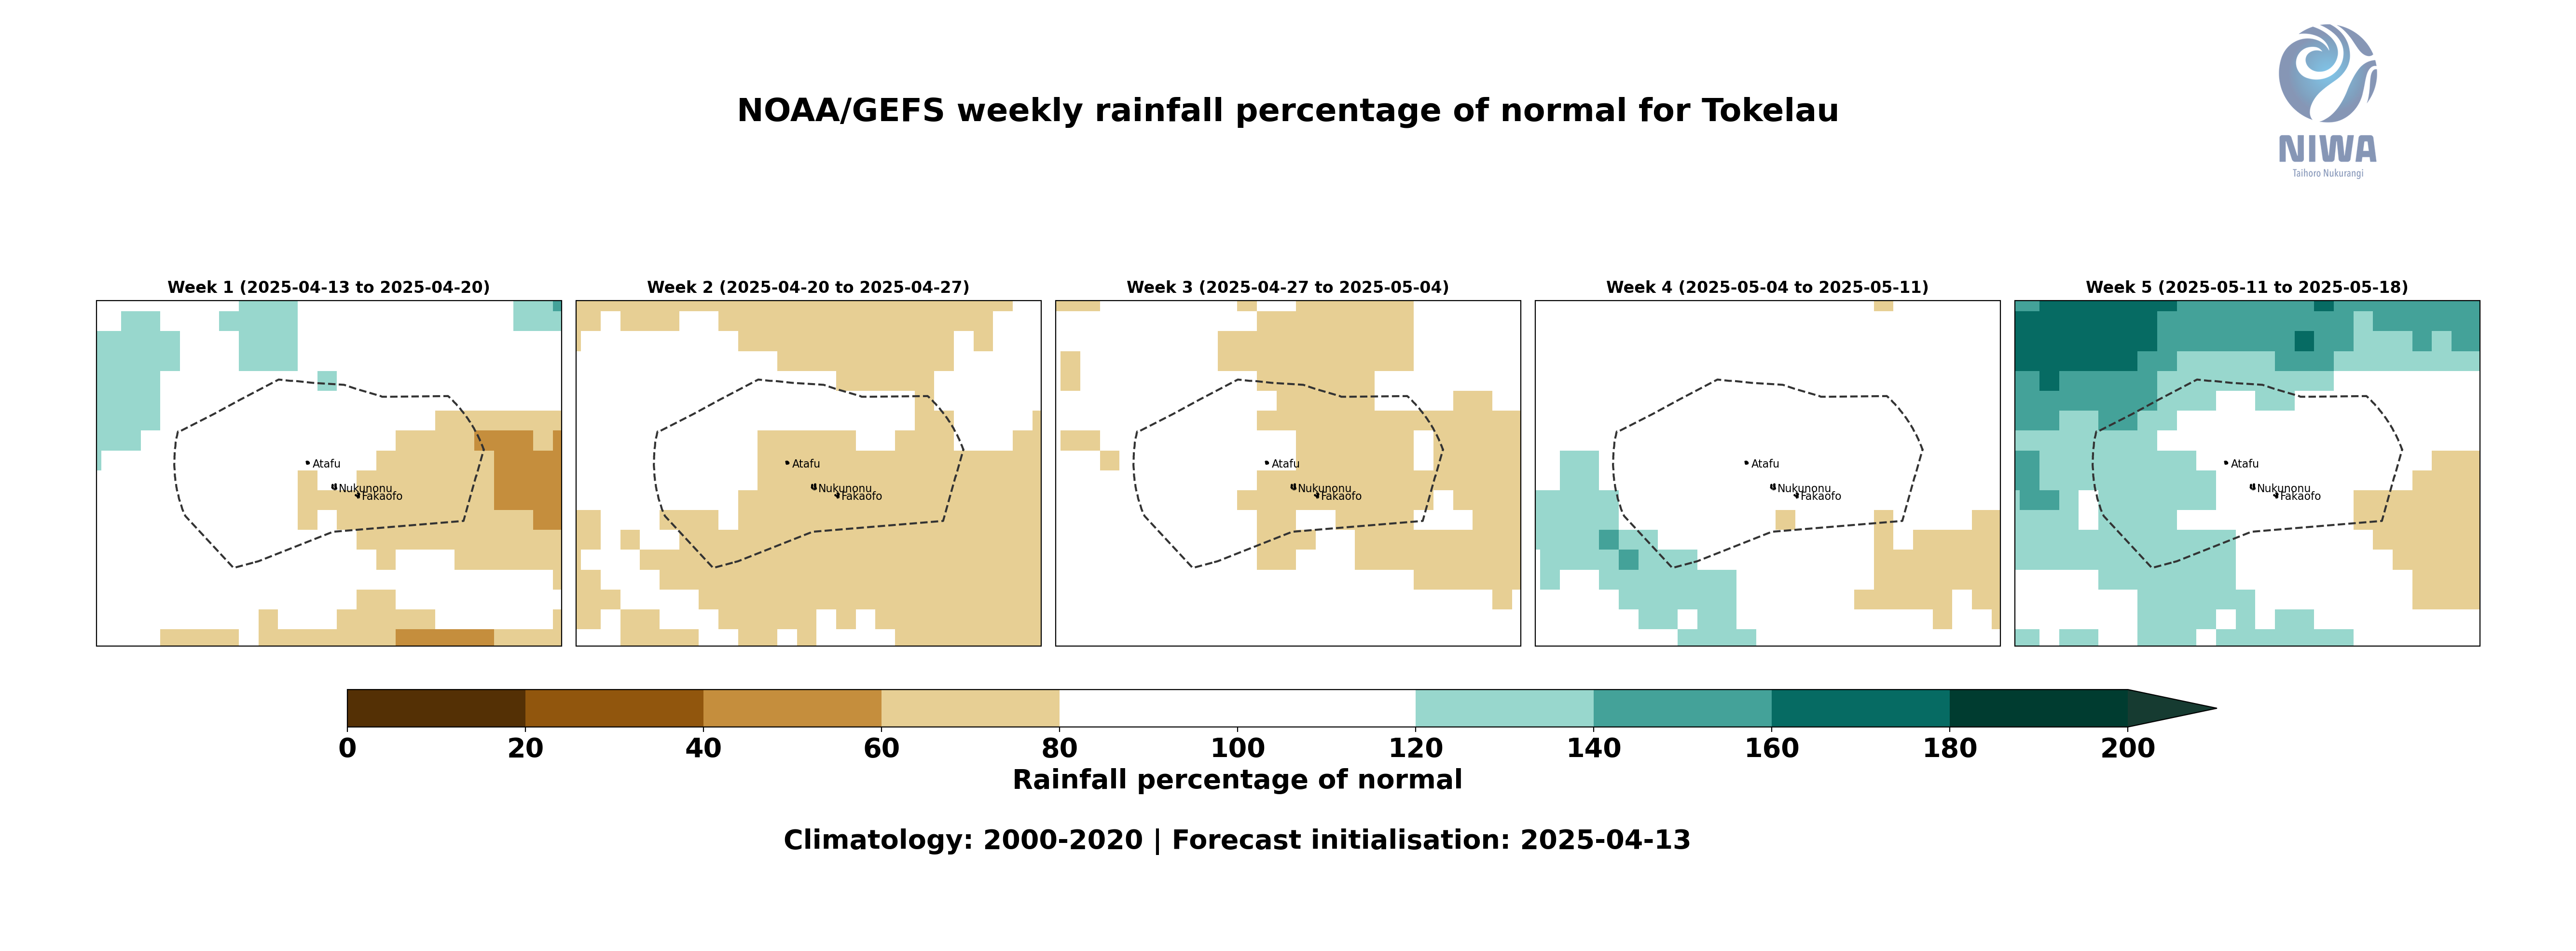 NOAA/GEFS weekly rainfall percentage of normal for Tokelau
NIWA
Taihoro Nukurangi
Week 1 (2025-04-13 to 2025-04-20)
Week 2 (2025-04-20 to 2025-04-27)
Week 3 (2025-04-27 to 2025-05-04)
Week 4 (2025-05-04 to 2025-05-11)
Week 5 (2025-05-11 to 2025-05-18)
Atafu
Nukunonu
Fakaofo
Atafu
Nukunonu
Fakaofo
Atafu
Nukunonu
Fakaofo
Atafu
Nukunonu
Fakaofo
Atafu
Nukunonu
Fakaofo
0 20 40 60 80 100 120 140 160 180 200
Rainfall percentage of normal
Climatology: 2000-2020 | Forecast initialisation: 2025-04-13